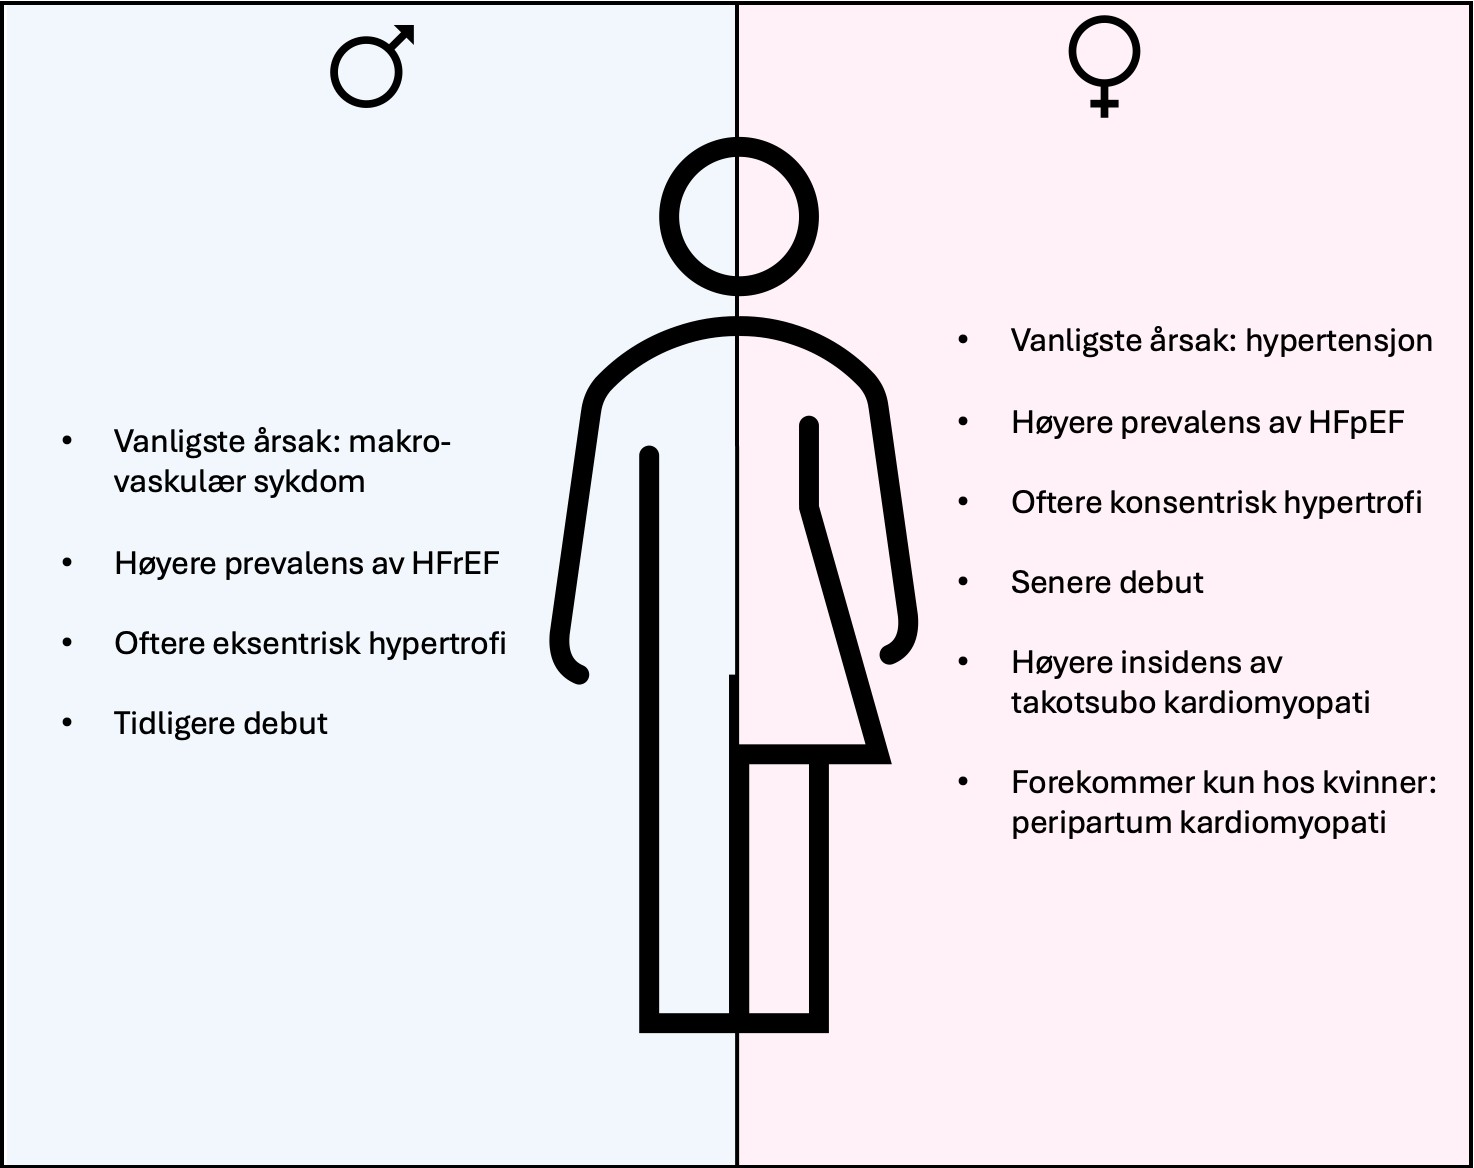 • Vanligste årsak: makro-
vaskulær sykdom
• Høyere prevalens av HFrEF
• Oftere eksentrisk hypertrofi
• Tidligere debut
• Vanligste årsak: hypertensjon
• Høyere prevalens av HFpEF
• Oftere konsentrisk hypertrofi
• Senere debut
• Høyere insidens av
takotsubo kardiomyopati
• Forekommer kun hos kvinner:
peripartum kardiomyopati